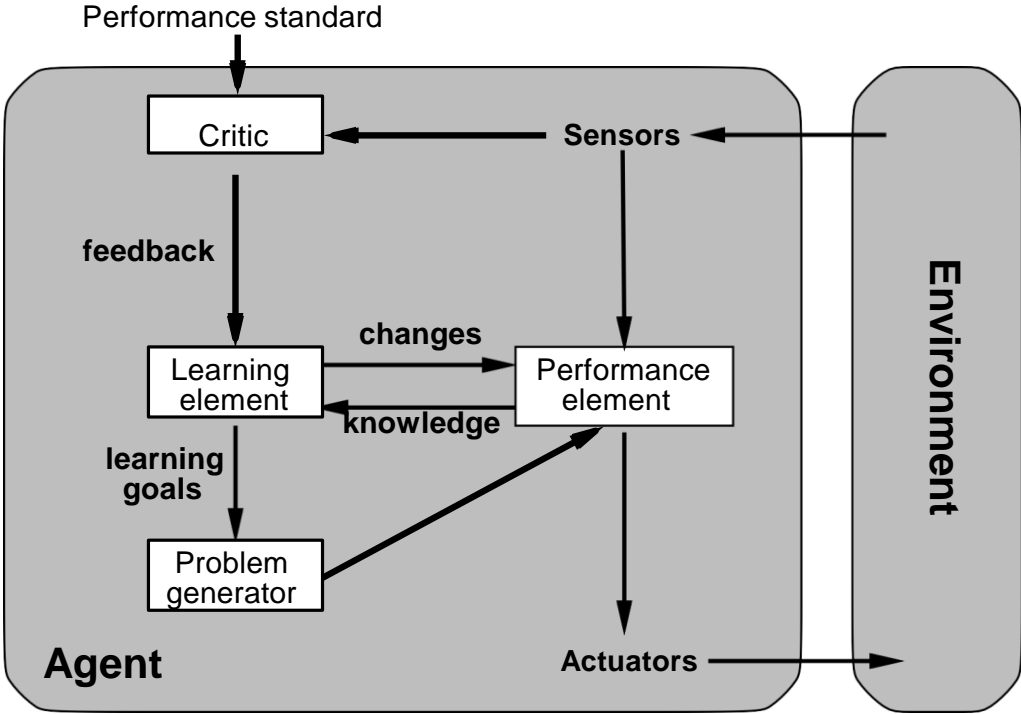 Performance standard
Critic
Sensors
feedback
changes
Learning
element
Performance
element
knowledge
learning
goals
Problem
generator
Agent
Actuators
Environment